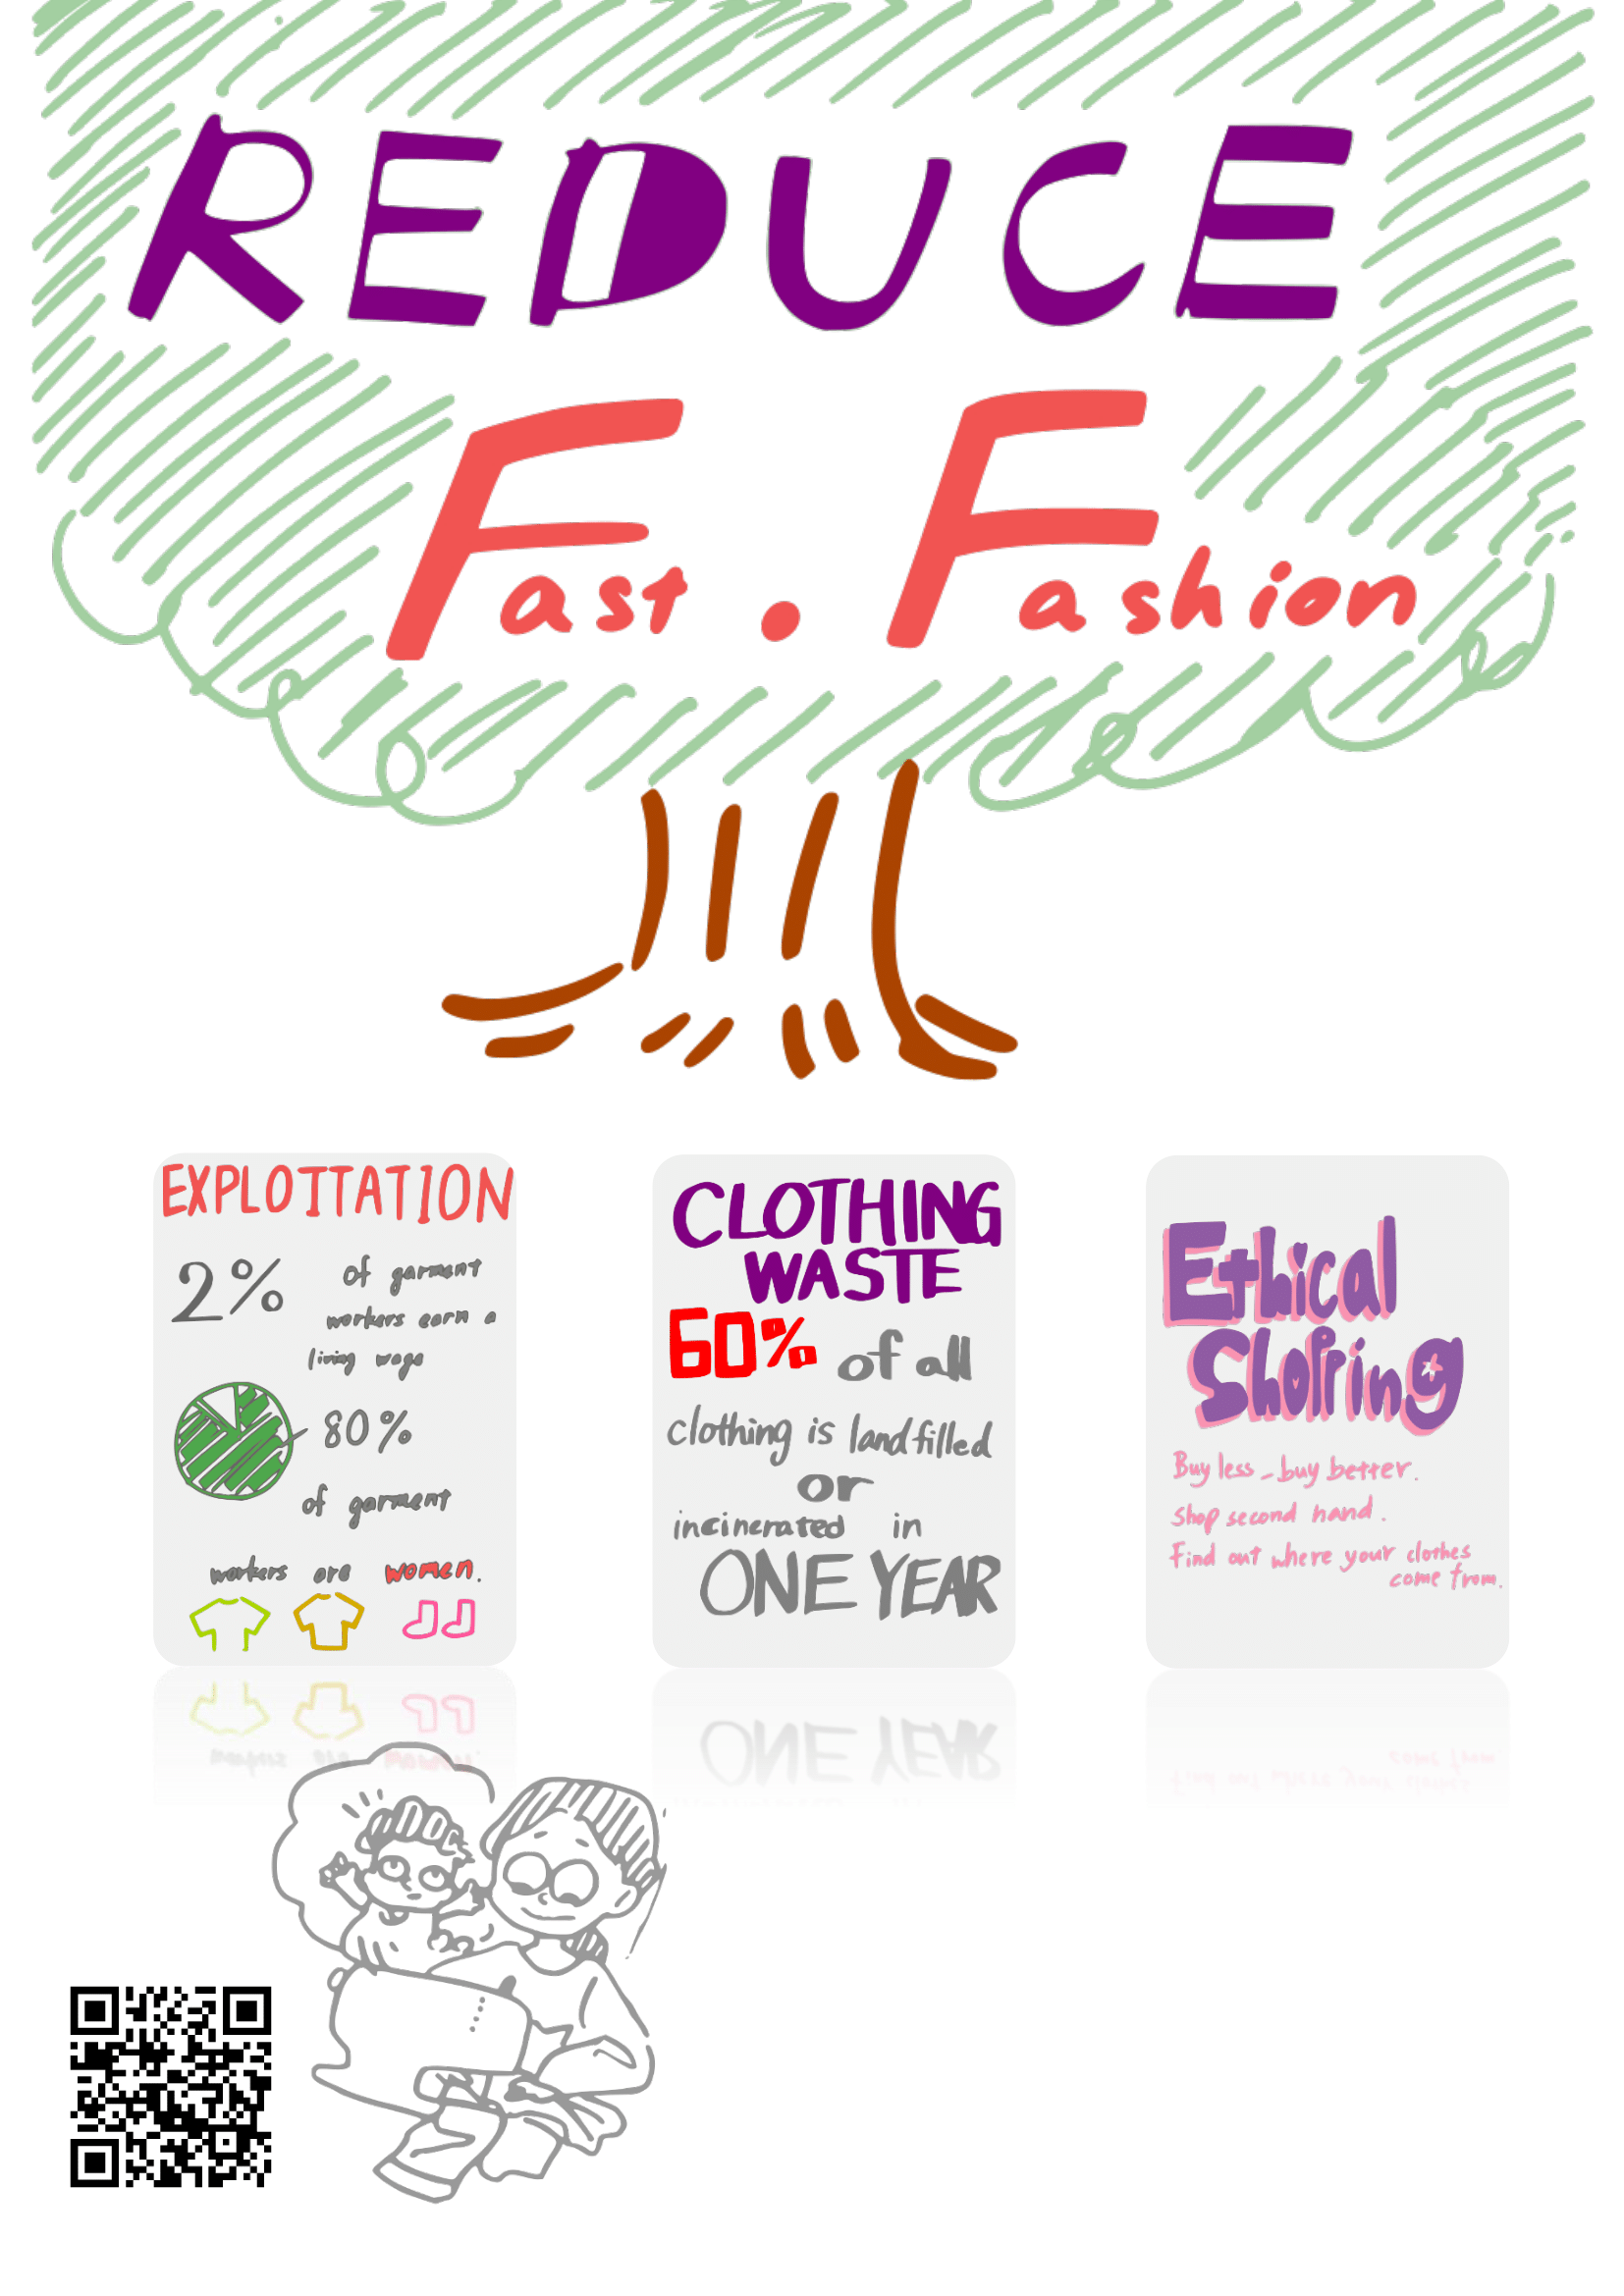 REDUCE
Fast . Fashion
EXPLOITATION
2% of garment
workers earn a
living wage
80%
of garment
workers are women.
CLOTHING
WASTE
60% of all
clothing is landfilled
or
incinerated in
ONE YEAR
Ethical
Shopping
Buy less - buy better.
Shop second hand.
Find out where your clothes
come from.